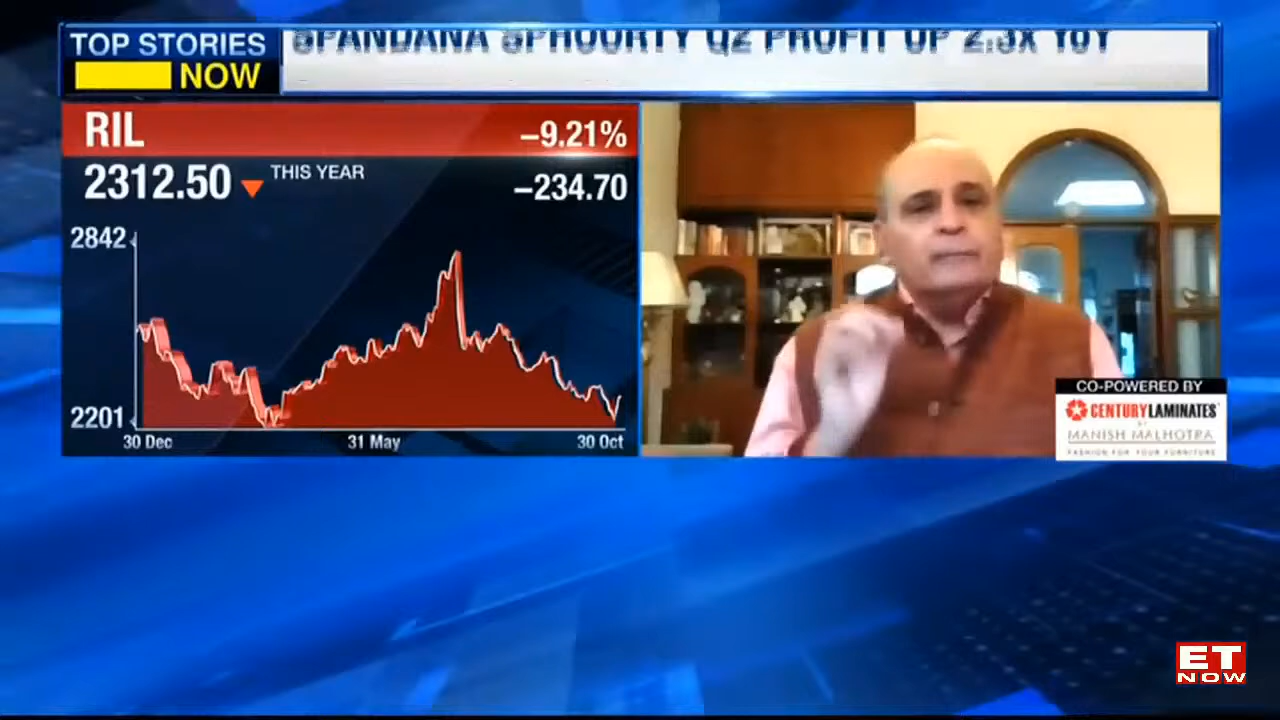 TOP STORIES
NOW
SPANDANA SPHOORTY Q2 PROFIT UP 2.3x YoY
RIL
–9.21%
2312.50
THIS YEAR
–234.70
2842
2201
30 Dec
31 May
30 Oct
CO-POWERED BY
CENTURYLAMINATES
BY
MANISH MALHOTRA
FASHION FOR YOUR FURNITURE
ET
NOW